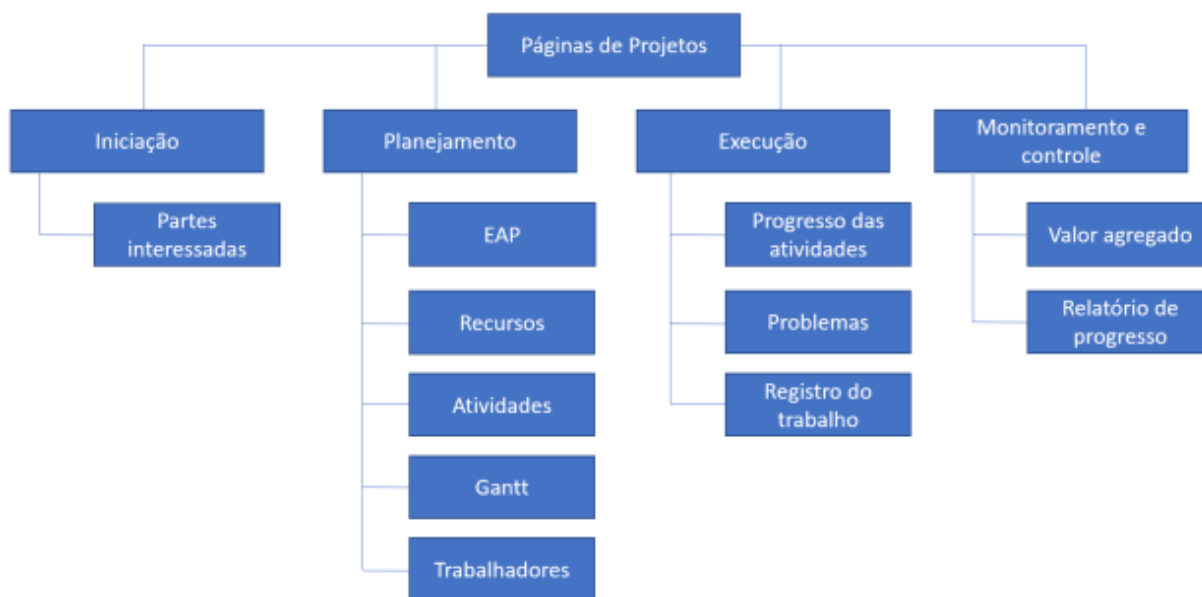 Páginas de Projetos
Iniciação
Planejamento
Execução
Monitoramento e
controle
Partes
interessadas
EAP
Recursos
Atividades
Gantt
Trabalhadores
Progresso das
atividades
Problemas
Registro do
trabalho
Valor agregado
Relatório de
progresso